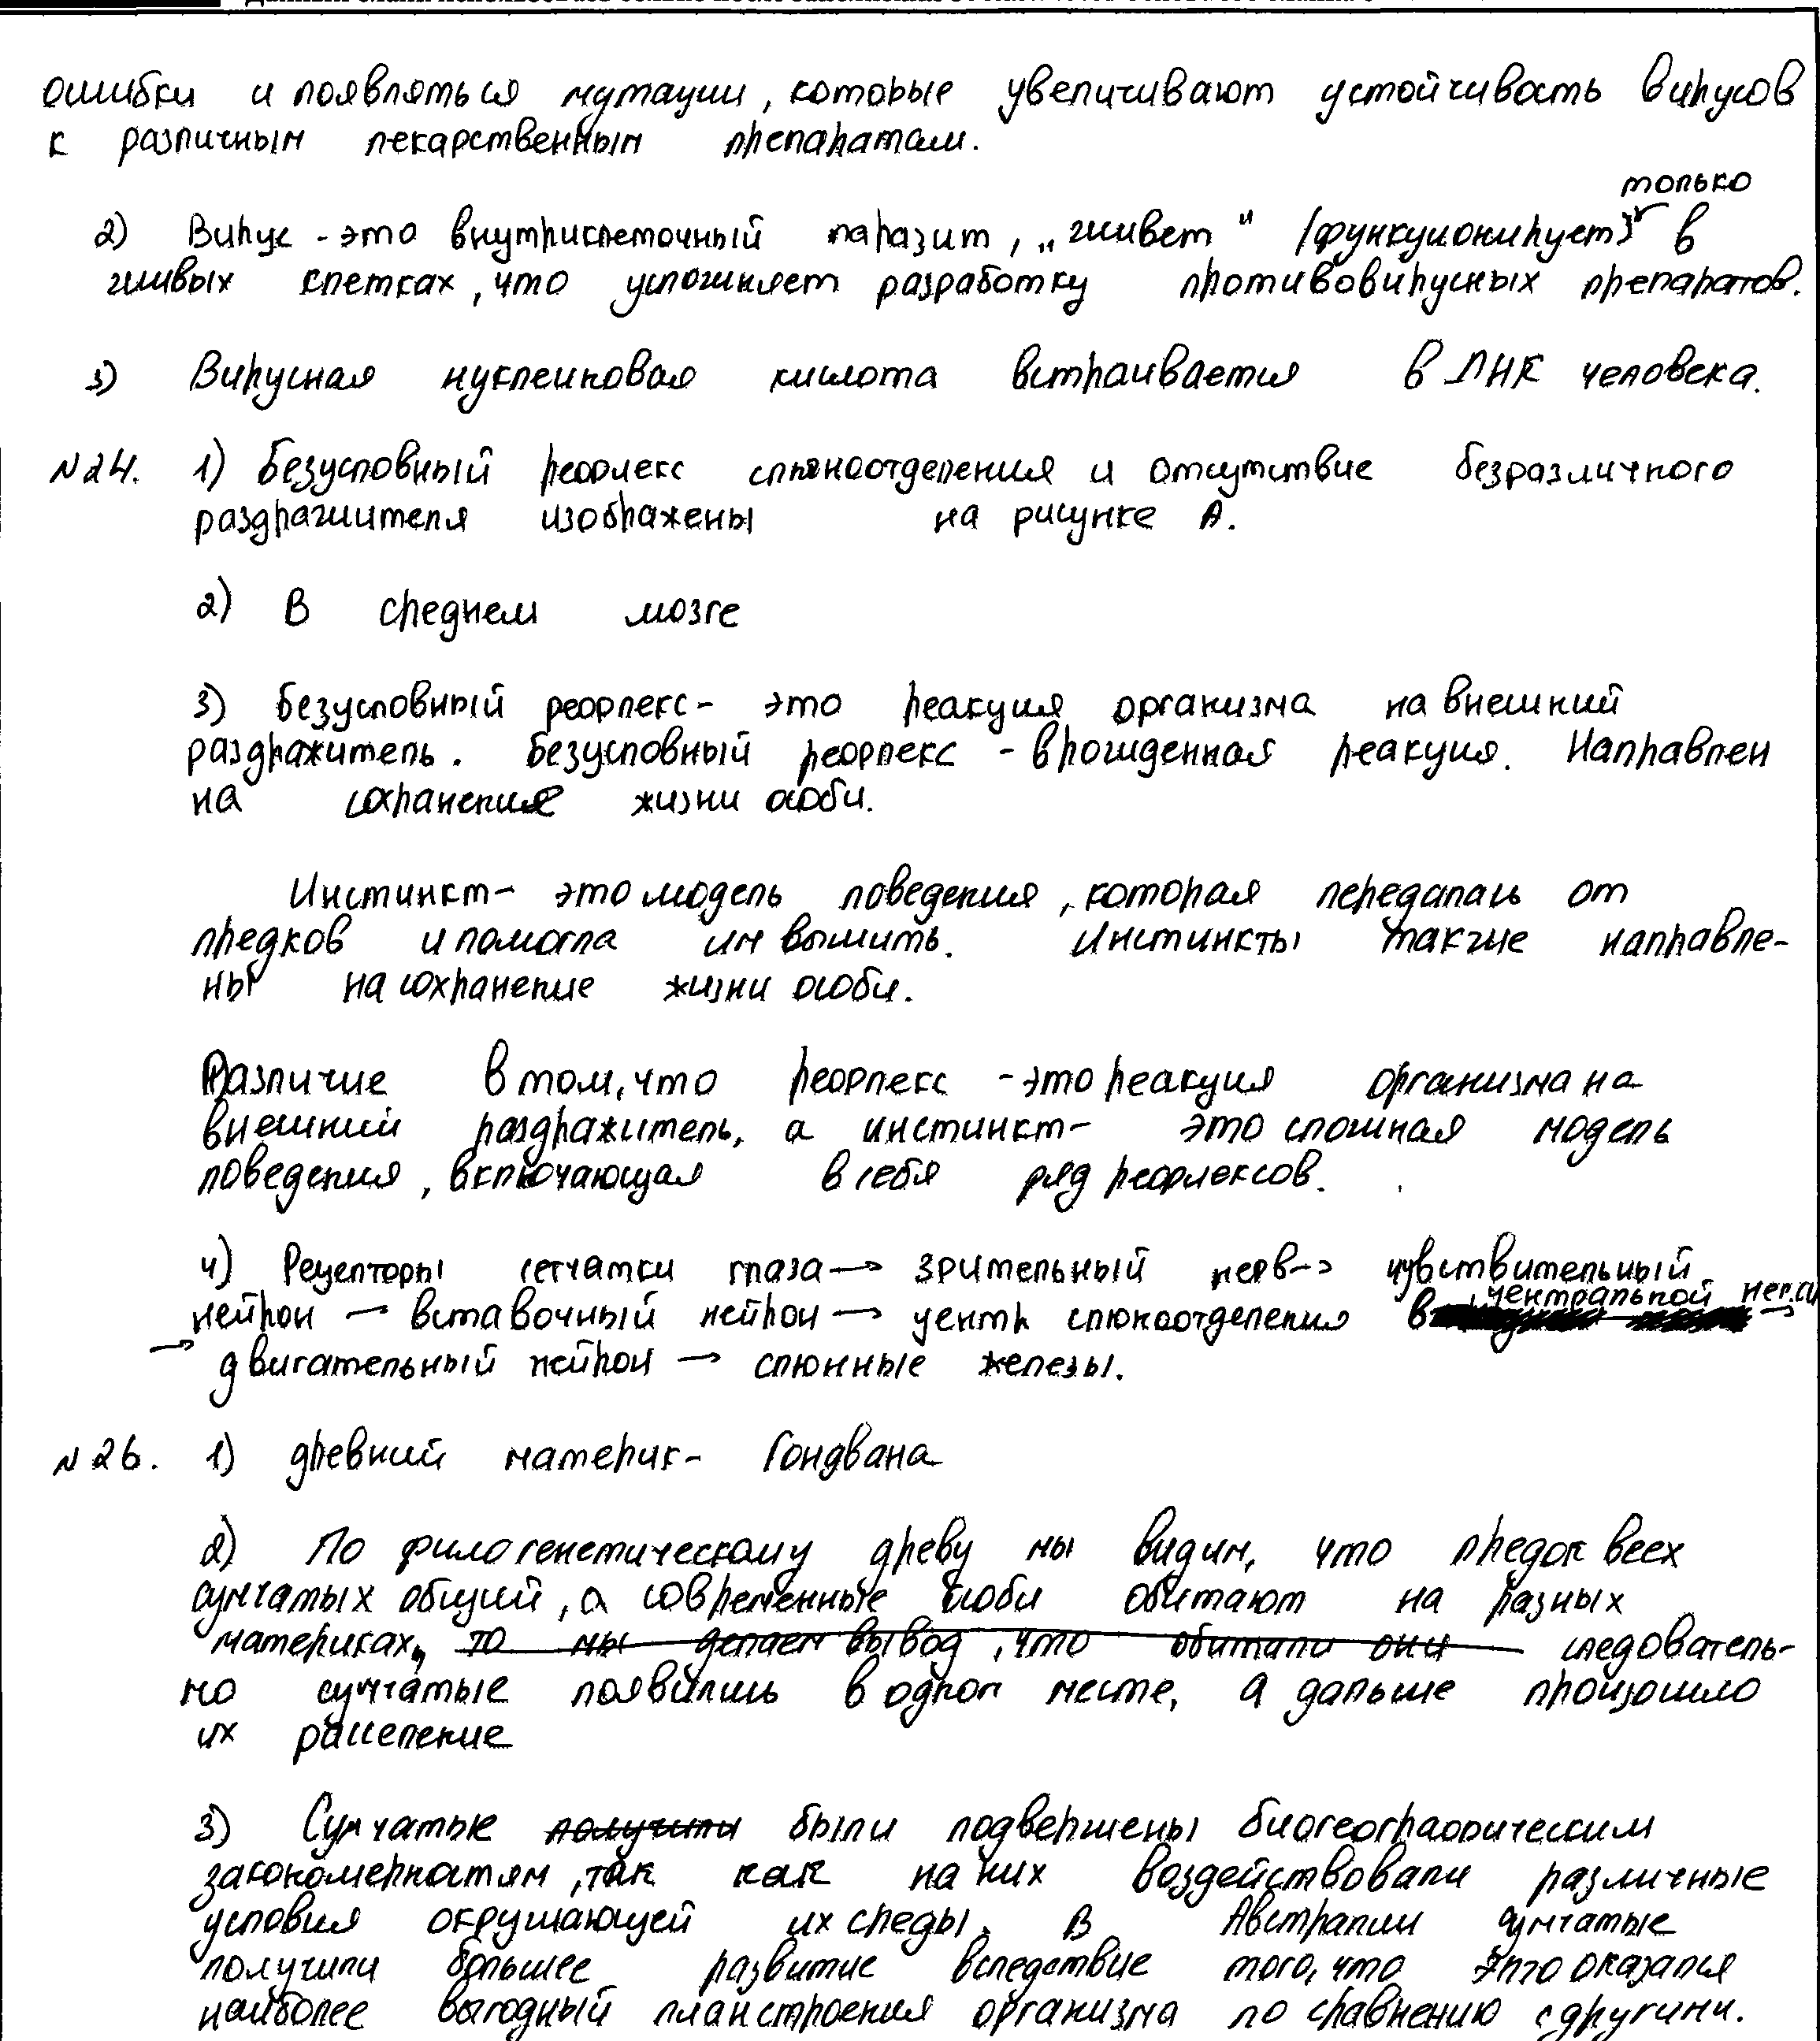 ошибки и появляться мутации, которые увеличивают устойчивость вирусов
к различным лекарственным препаратам.
только
2) Вирус - это внутриклеточный паразит, „живет" (функционирует) в
живых клетках, что усложняет разработку противовирусных препаратов.
3) Вирусная нуклеиновая кислота встраивается в ДНК человека.
N24. 1) Безусловный рефлекс слюноотделения и отсутствие безразличного
раздражителя изображены на рисунке А.
2) В среднем мозге
3) Безусловный рефлекс - это реакция организма на внешний
раздражитель. Безусловный рефлекс - врожденная реакция. Направлен
на сохранение жизни особи.
Инстинкт - это модель поведения, которая передалась от
предков и помогла им выжить. Инстинкты также направле-
ны на сохранение жизни особи.
Различие в том, что рефлекс - это реакция организма на
внешний раздражитель, а инстинкт - это сложная модель
поведения, включающая в себя ряд рефлексов.
4) Рецепторы сетчатки глаза → зрительный нерв → чувствительный
нейрон → вставочный нейрон → центр слюноотделения в центральной →
→ двигательный нейрон → слюнные железы.
N26. 1) древний материк - Гондвана
2) По филогенетическому древу мы видим, что предок всех
сумчатых общий, а современные особи обитают на разных
материках, то мы делаем вывод, что обитали они следователь-
но сумчатые появились в одном месте, а дальше произошло
их расселение
3) Сумчатые получили были подвержены биогеографическим
закономерностям, так как на них воздействовали различные
условия окружающей их среды. В Австралии сумчатые
получили большее развитие вследствие того, что это оказался
наиболее выгодный план строения организма по сравнению с другими.